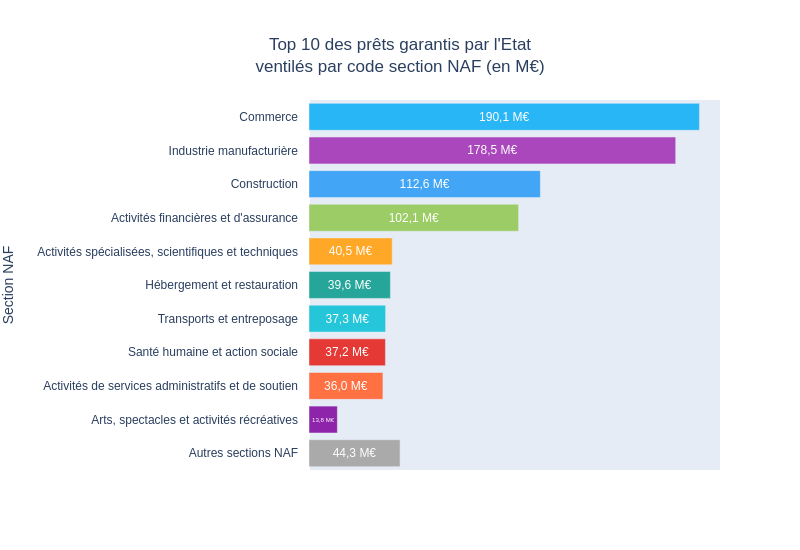 Top 10 des prêts garantis par l'Etat
ventilés par code section NAF (en M€)
Section NAF
Commerce 190,1 M€
Industrie manufacturière 178,5 M€
Construction 112,6 M€
Activités financières et d'assurance 102,1 M€
Activités spécialisées, scientifiques et techniques 40,5 M€
Hébergement et restauration 39,6 M€
Transports et entreposage 37,3 M€
Santé humaine et action sociale 37,2 M€
Activités de services administratifs et de soutien 36,0 M€
Arts, spectacles et activités récréatives 13,8 M€
Autres sections NAF 44,3 M€